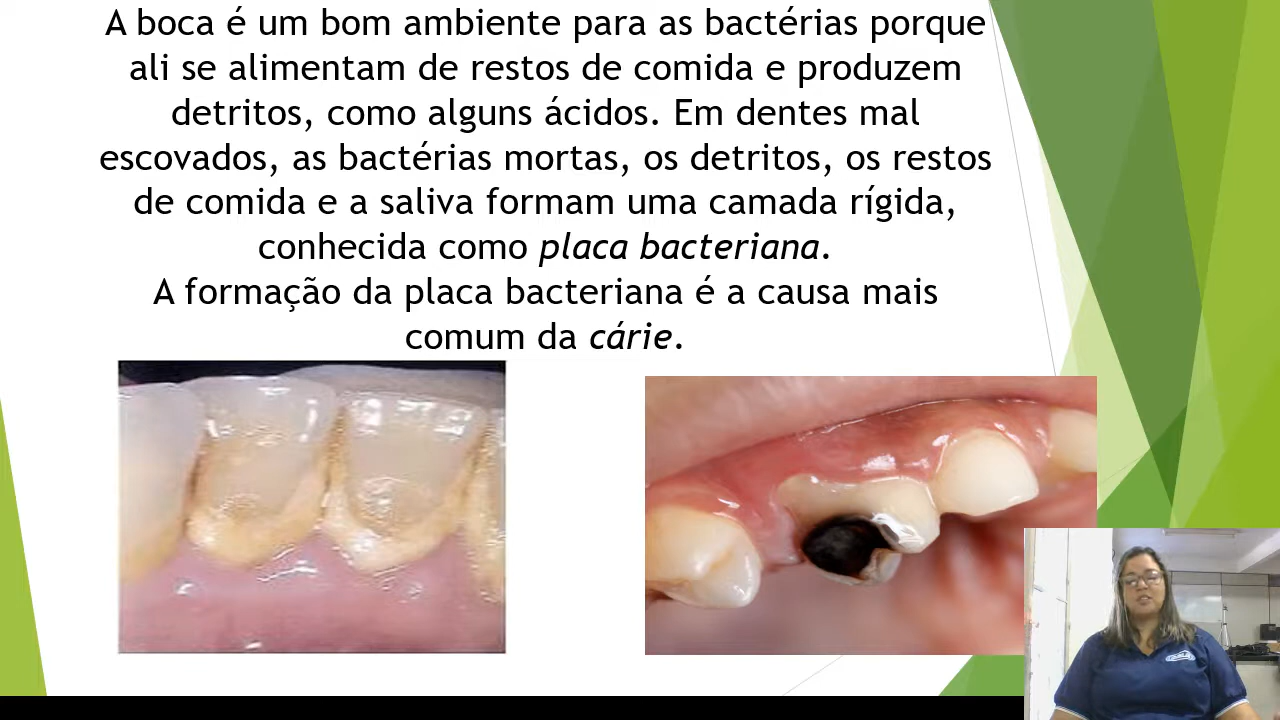 A boca é um bom ambiente para as bactérias porque
ali se alimentam de restos de comida e produzem
detritos, como alguns ácidos. Em dentes mal
escovados, as bactérias mortas, os detritos, os restos
de comida e a saliva formam uma camada rígida,
conhecida como placa bacteriana.
A formação da placa bacteriana é a causa mais
comum da cárie.